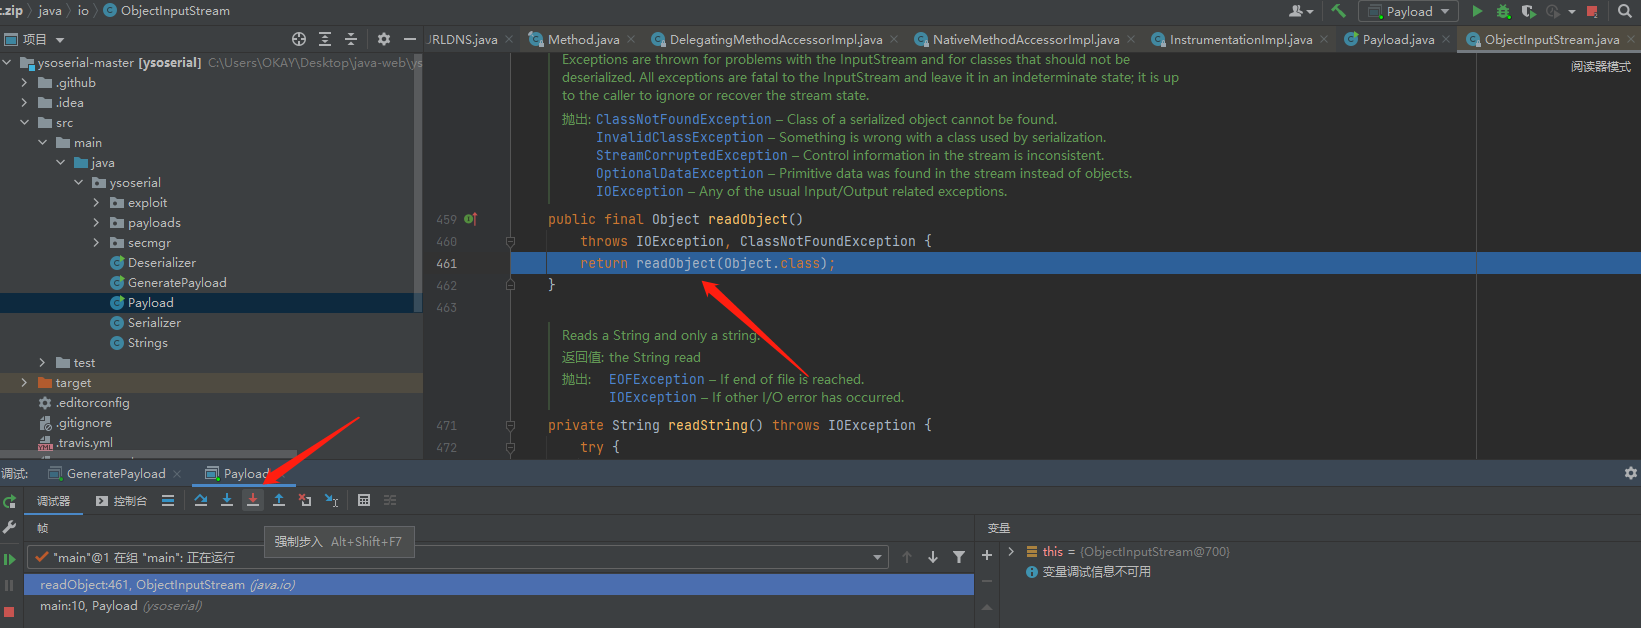 c.zip java io ObjectInputStream
Payload
项目
JRLDNS.java Method.java DelegatingMethodAccessorImpl.java NativeMethodAccessorImpl.java InstrumentationImpl.java Payload.java ObjectInputStream.java
ysoserial-master [ysoserial] C:\Users\OKAY\Desktop\java-web\ys
.github
.idea
src
main
java
ysoserial
exploit
payloads
secmgr
Deserializer
GeneratePayload
Payload
Serializer
Strings
test
target
.editorconfig
.gitignore
.travis.yml
阅读器模式
Exceptions are thrown for problems with the InputStream and for classes that should not be
deserialized. All exceptions are fatal to the InputStream and leave it in an indeterminate state; it is up
to the caller to ignore or recover the stream state.
抛出: ClassNotFoundException – Class of a serialized object cannot be found.
InvalidClassException – Something is wrong with a class used by serialization.
StreamCorruptedException – Control information in the stream is inconsistent.
OptionalDataException – Primitive data was found in the stream instead of objects.
IOException – Any of the usual Input/Output related exceptions.
459 public final Object readObject()
460 throws IOException, ClassNotFoundException {
461 return readObject(Object.class);
462 }
463
Reads a String and only a string.
返回值: the String read
抛出: EOFException – If end of file is reached.
IOException – If other I/O error has occurred.
471 private String readString() throws IOException {
472 try {
调试: GeneratePayload Payload
调试器 控制台
帧
变量
强制步入 Alt+Shift+F7
"main"@1 在组 "main": 正在运行
readObject:461, ObjectInputStream (java.io)
main:10, Payload (ysoserial)
this = {ObjectInputStream@700}
变量调试信息不可用